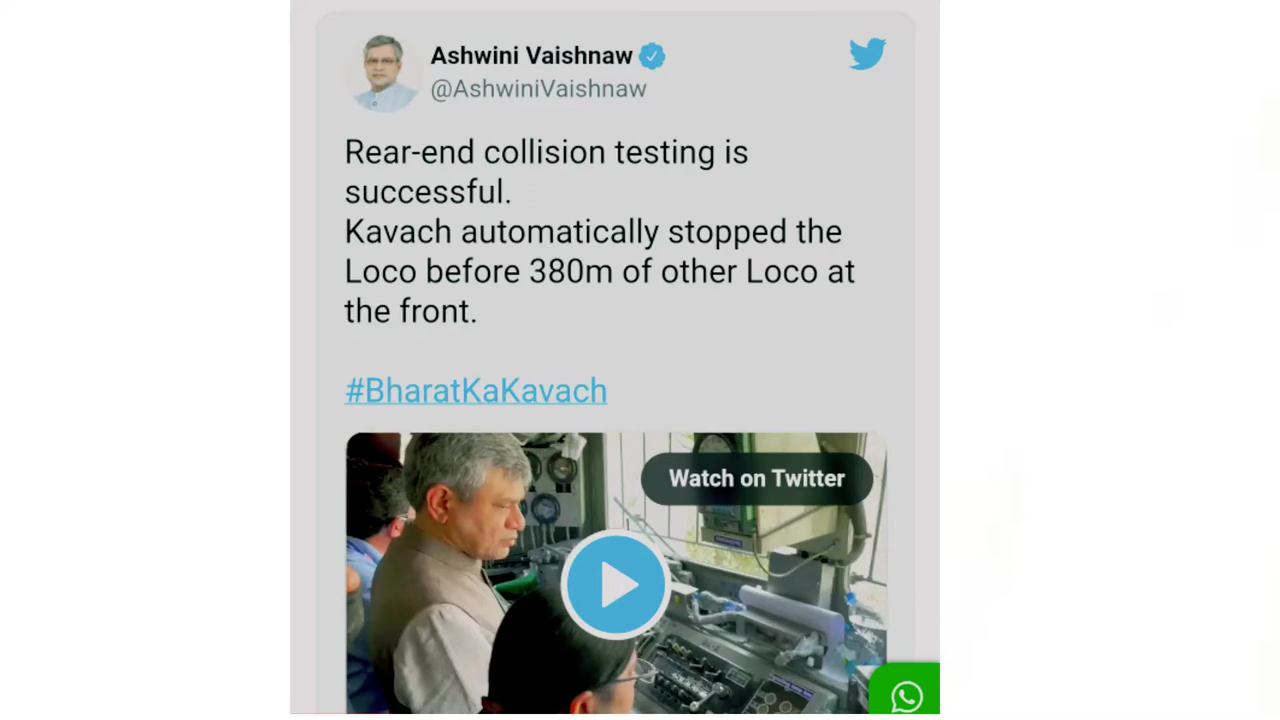 Ashwini Vaishnaw
@AshwiniVaishnaw
Rear-end collision testing is
successful.
Kavach automatically stopped the
Loco before 380m of other Loco at
the front.
#BharatKaKavach
Watch on Twitter